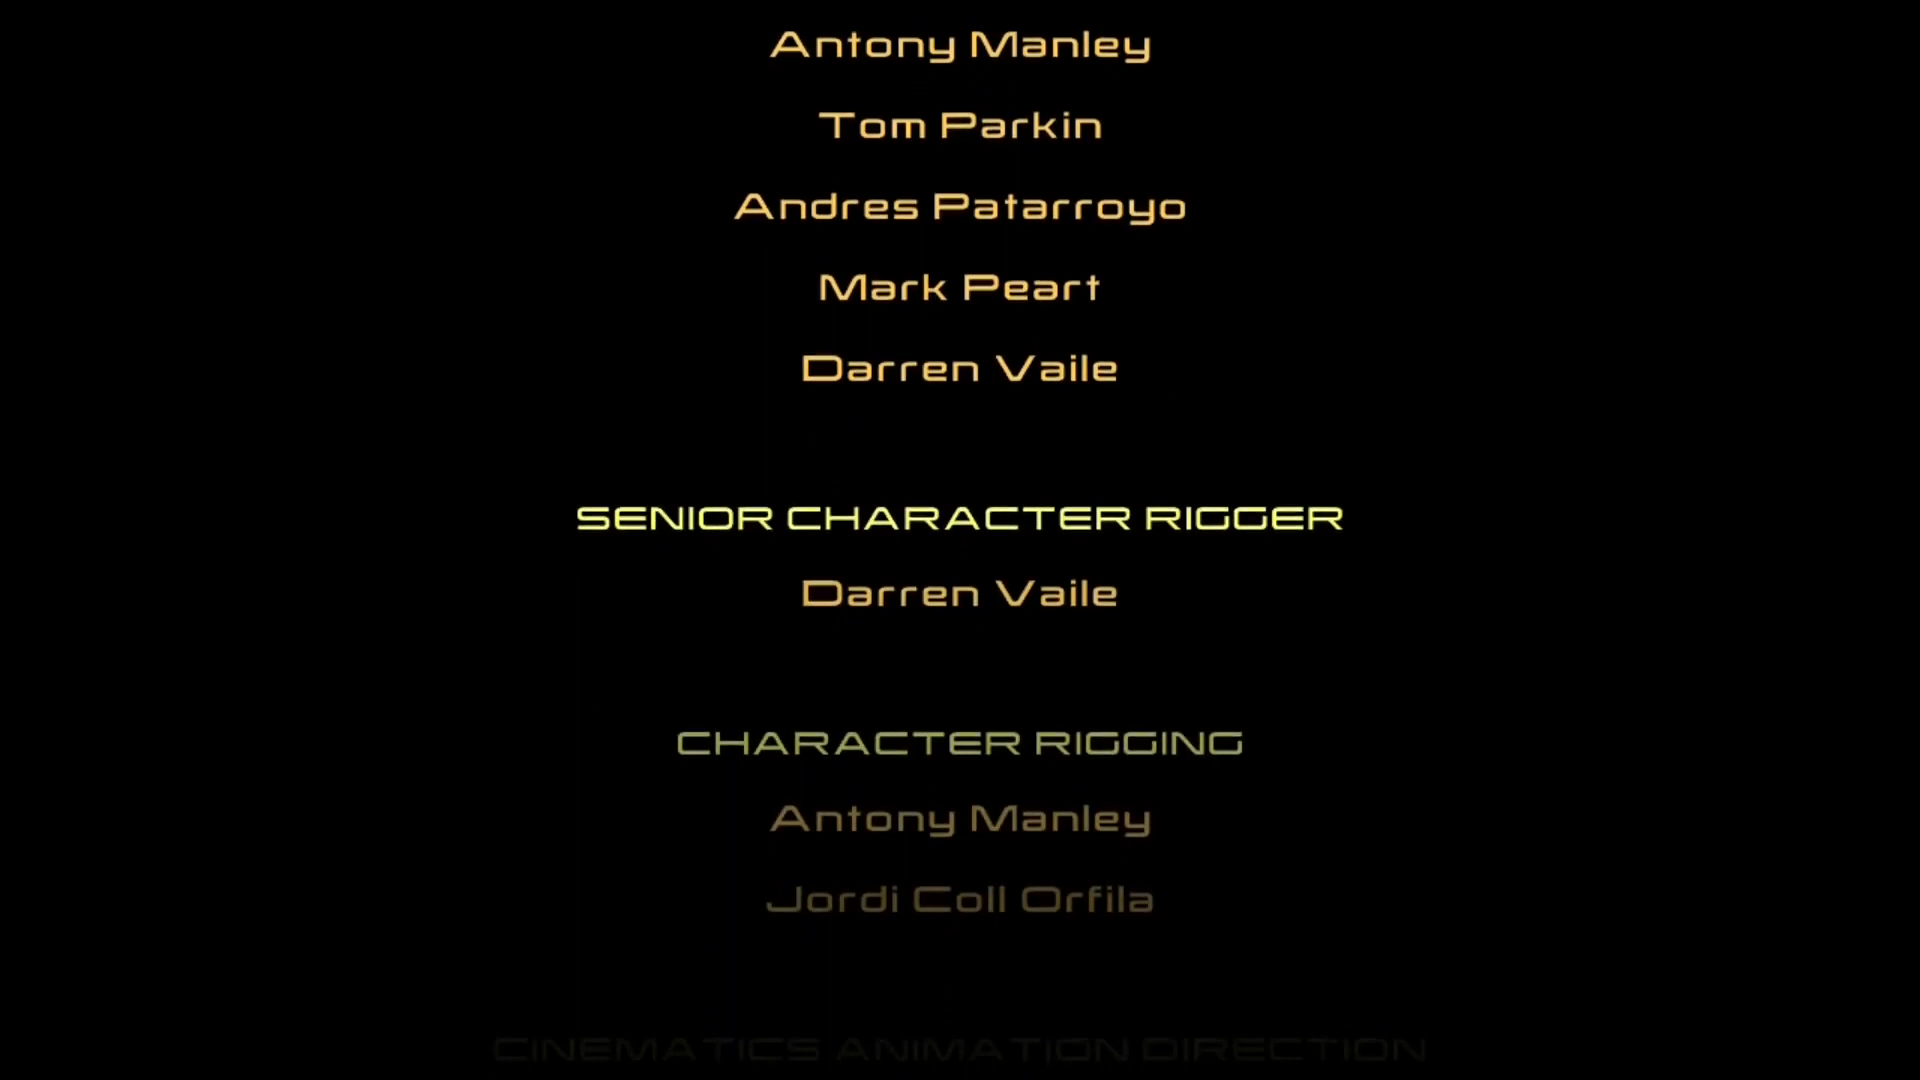 Antony Manley
Tom Parkin
Andres Patarroyo
Mark Peart
Darren Vaile
SENIOR CHARACTER RIGGER
Darren Vaile
CHARACTER RIGGING
Antony Manley
Jordi Coll Orfila
CINEMATICS ANIMATION DIRECTION